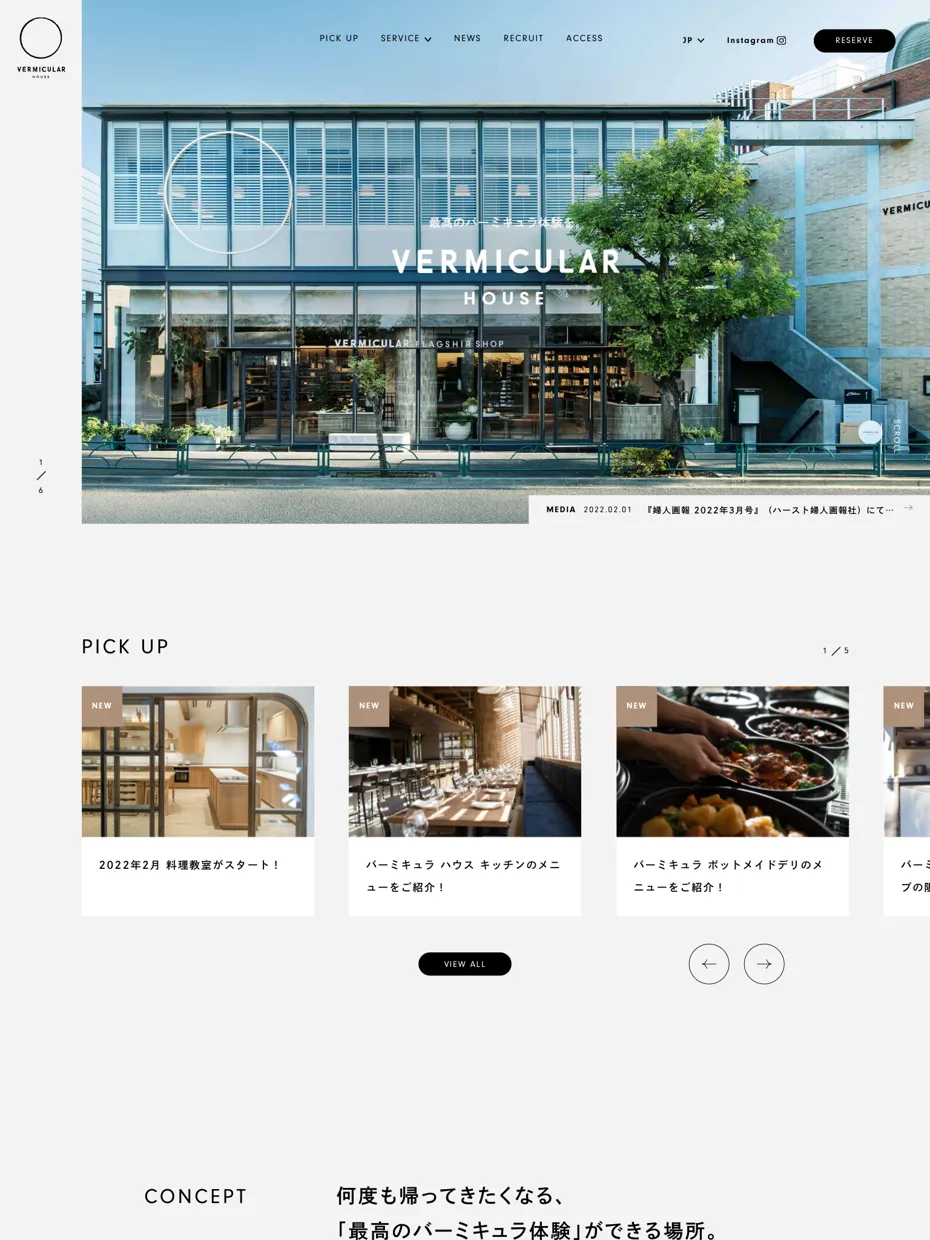 VERMICULAR
HOUSE
PICK UP
SERVICE
NEWS
RECRUIT
ACCESS
JP
Instagram
RESERVE
最高のバーミキュラ体験を
VERMICULAR
HOUSE
VERMICULAR FLAGSHIP SHOP
SCROLL
1
6
MEDIA 2022.02.01 『婦人画報 2022年3月号』（ハースト婦人画報社）にて…
PICK UP
1 / 5
NEW
2022年2月 料理教室がスタート！
NEW
バーミキュラ ハウス キッチンのメニ
ューをご紹介！
NEW
バーミキュラ ポットメイドデリのメ
ニューをご紹介！
NEW
VIEW ALL
CONCEPT
何度も帰ってきたくなる、
「最高のバーミキュラ体験」ができる場所。